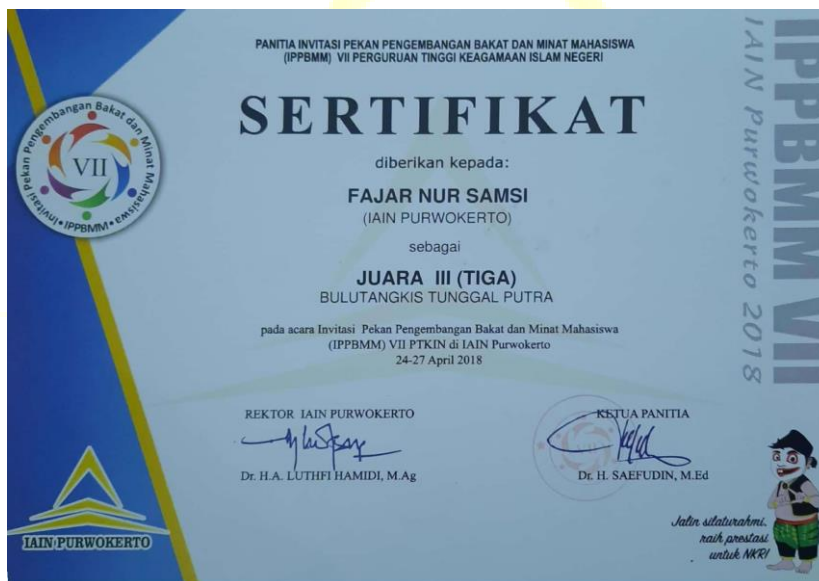 PANITIA INVITASI PEKAN PENGEMBANGAN BAKAT DAN MINAT MAHASISWA
(IPPBMM) VII PERGURUAN TINGGI KEAGAMAAN ISLAM NEGERI
SERTIFIKAT
diberikan kepada:
FAJAR NUR SAMSI
(IAIN PURWOKERTO)
sebagai
JUARA III (TIGA)
BULUTANGKIS TUNGGAL PUTRA
pada acara Invitasi Pekan Pengembangan Bakat dan Minat Mahasiswa
(IPPBMM) VII PTKIN di IAIN Purwokerto
24-27 April 2018
REKTOR IAIN PURWOKERTO
Dr. H.A. LUTHFI HAMIDI, M.Ag
KETUA PANITIA
Dr. H. SAEFUDIN, M.Ed
Invitasi Pekan Pengembangan Bakat dan Minat Mahasiswa
IPPBMM
VII
IAIN PURWOKERTO
IPPBMM VII
IAIN Purwokerto 2018
Jalin silaturahmi,
raih prestasi
untuk NKRI